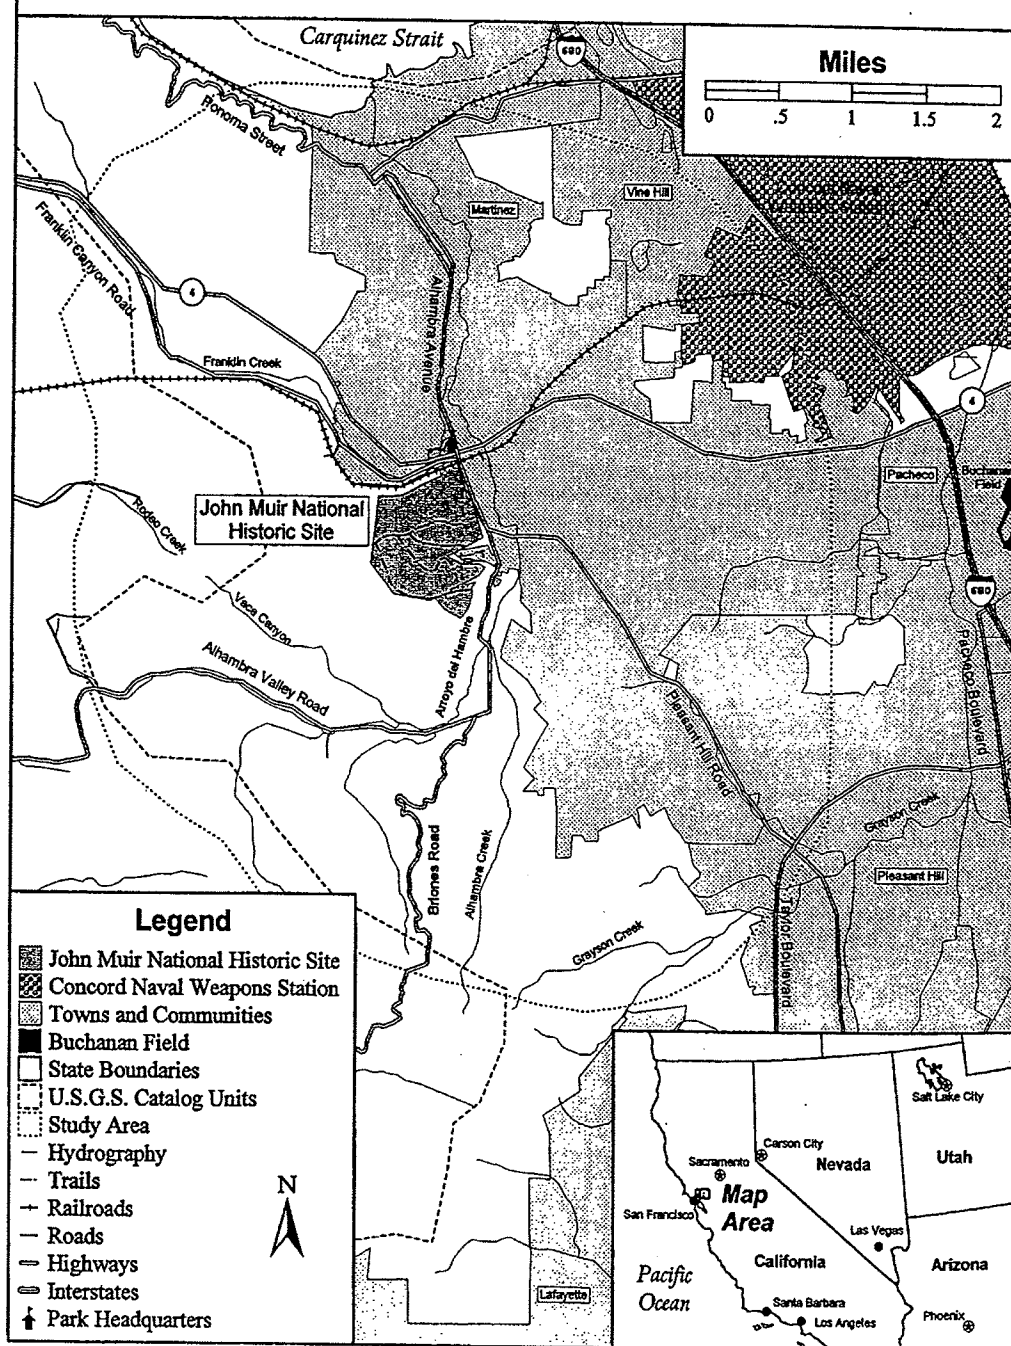 Carquinez Strait
680
Miles
0 .5 1 1.5 2
Bonoma Street
Vine Hill
Martinez
Franklin Canyon Road
4
Alhambra Avenue
Franklin Creek
4
Pacheco
Buchanan
Field
John Muir National
Historic Site
Rodeo Creek
680
Vaca Canyon
Arroyo del Hambre
Alhambra Valley Road
Pacheco Boulevard
Pleasant Hill Road
Grayson Creek
Briones Road
Alhambra Creek
Pleasant Hill
Taylor Boulevard
Grayson Creek
Legend
John Muir National Historic Site
Concord Naval Weapons Station
Towns and Communities
Buchanan Field
State Boundaries
U.S.G.S. Catalog Units
Study Area
Hydrography
Trails
Railroads
Roads
Highways
Interstates
Park Headquarters
N
Lafayette
Salt Lake City
Carson City
Sacramento
Nevada
Utah
Map
Area
San Francisco
Las Vegas
California
Arizona
Pacific
Ocean
Santa Barbara
Los Angeles
Phoenix